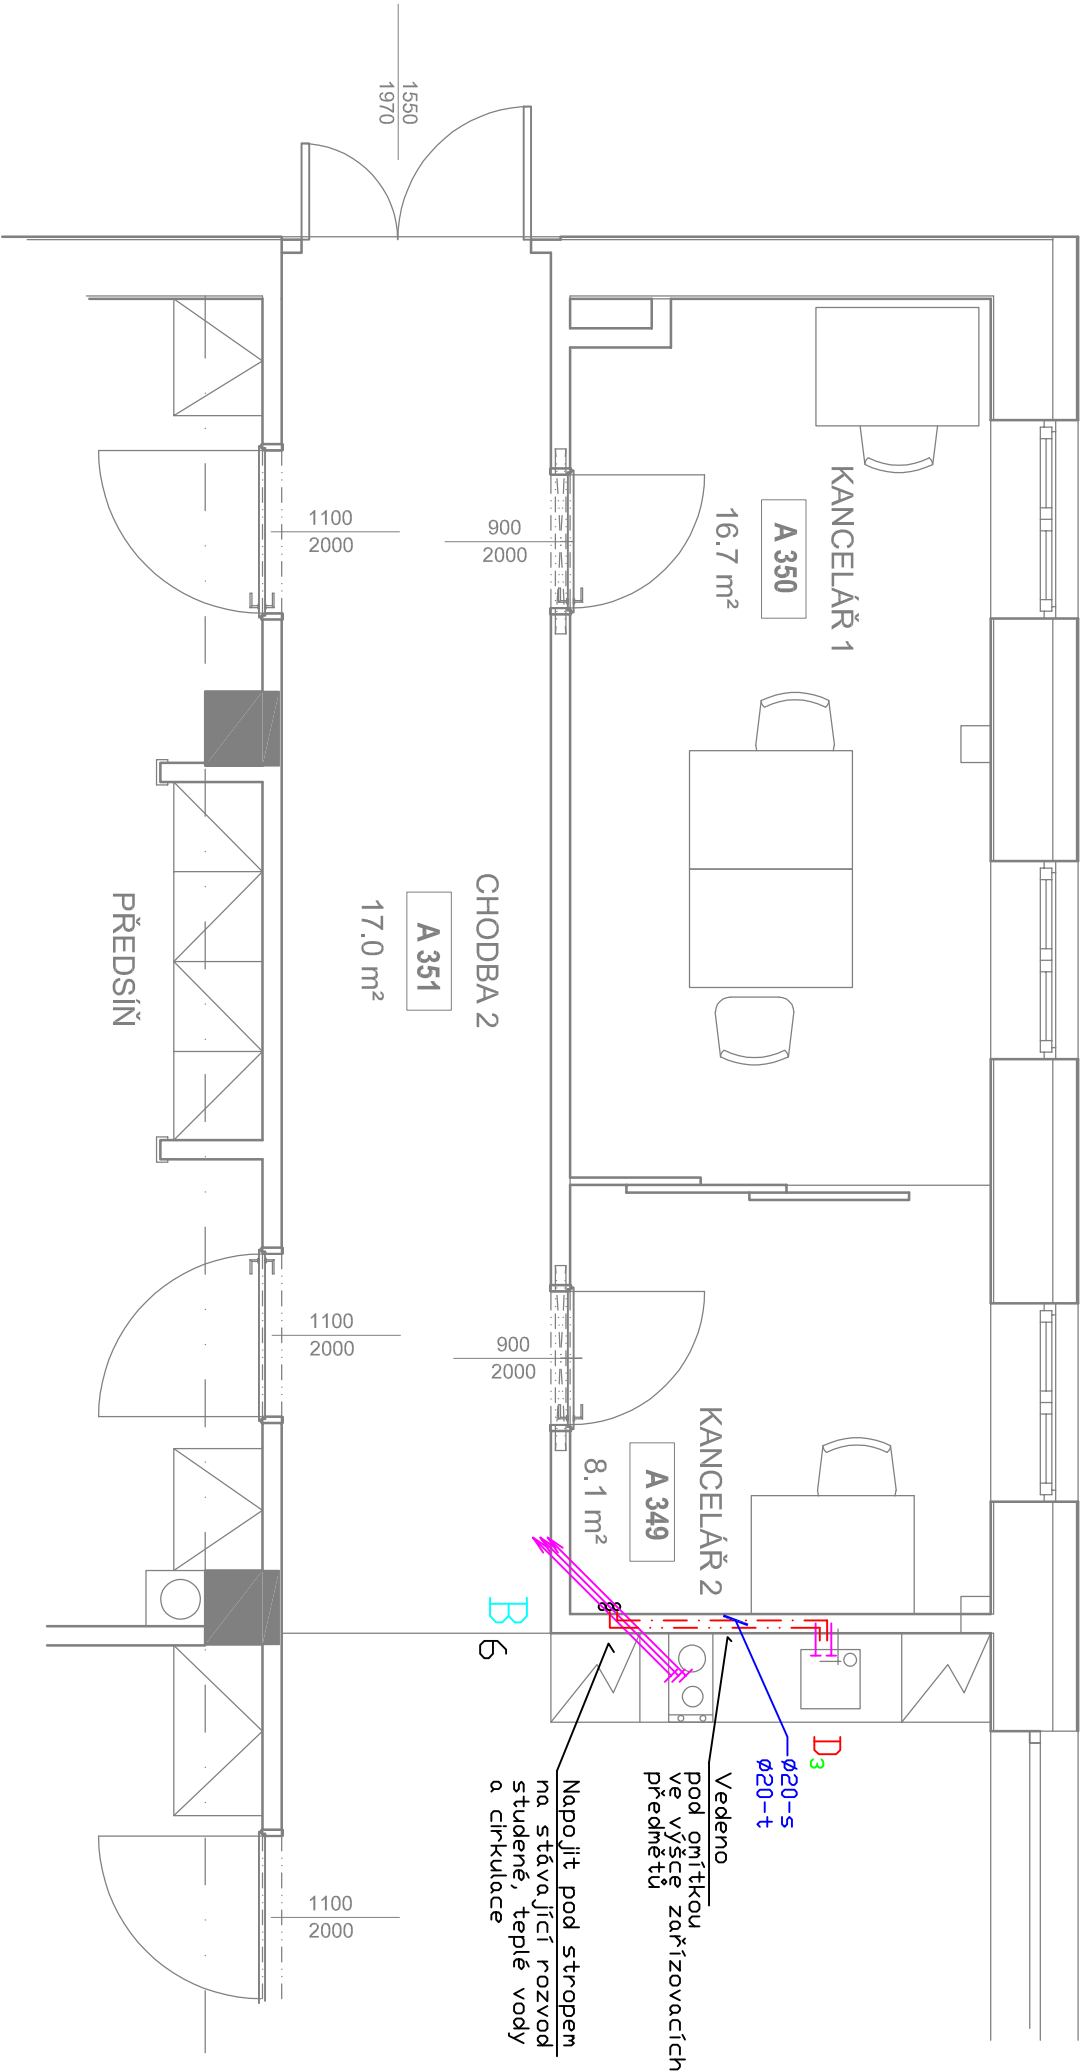 1550
1970
KANCELÁŘ 1
A 350
16.7 m²
1100
2000
900
2000
CHODBA 2
A 351
17.0 m²
PŘEDSÍŇ
1100
2000
900
2000
KANCELÁŘ 2
A 349
8.1 m²
B 6
D3
ø20-s
ø20-t
Vedeno
pod omítkou
ve výšce zařizovacích
předmětů
Napojit pod stropem
na stávající rozvod
studené, teplé vody
a cirkulace
1100
2000